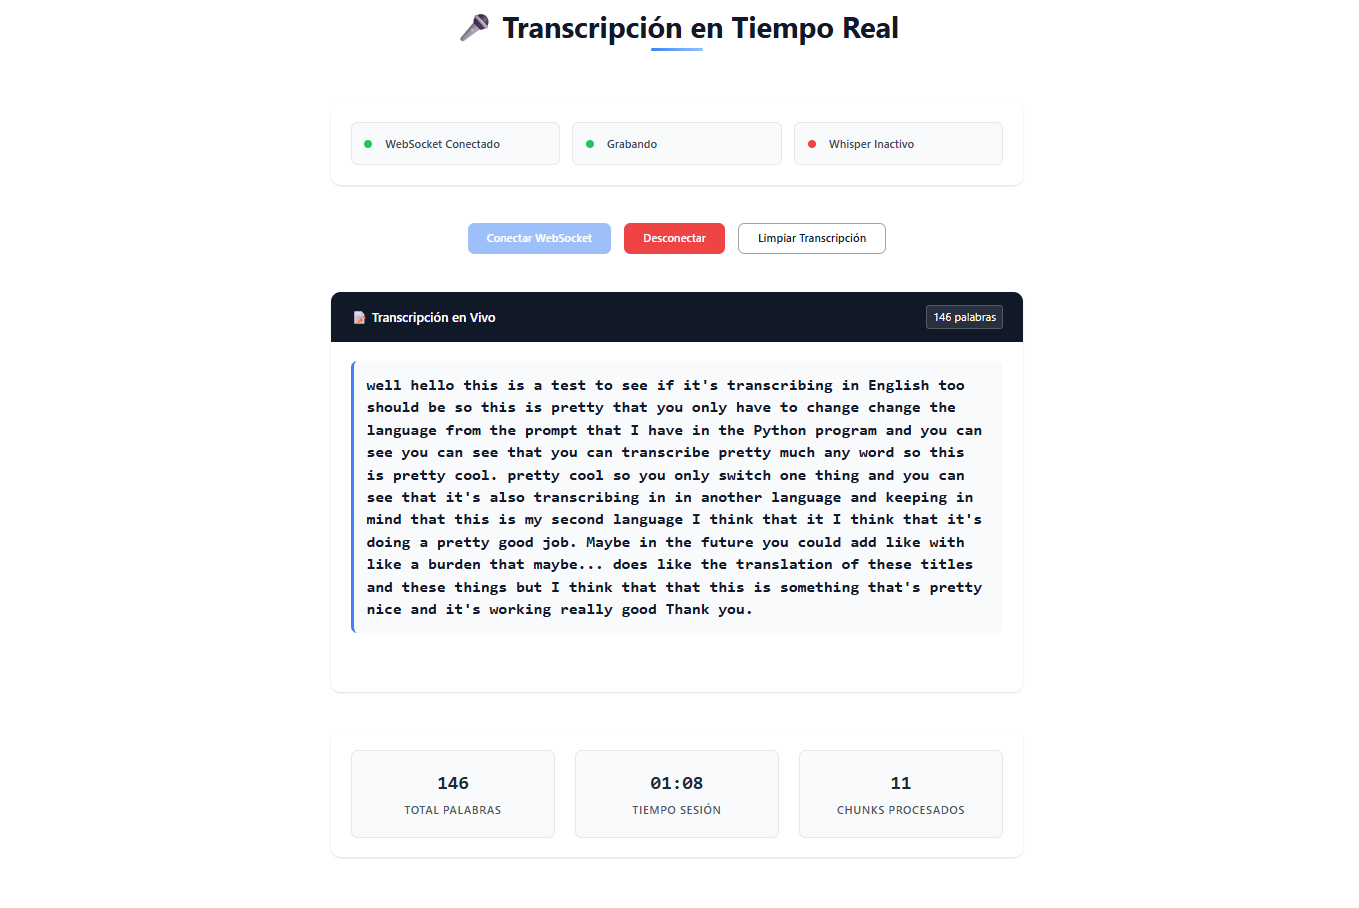 Transcripción en Tiempo Real
WebSocket Conectado
Grabando
Whisper Inactivo
Conectar WebSocket
Desconectar
Limpiar Transcripción
Transcripción en Vivo
146 palabras
well hello this is a test to see if it's transcribing in English too
should be so this is pretty that you only have to change change the
language from the prompt that I have in the Python program and you can
see you can see that you can transcribe pretty much any word so this
is pretty cool. pretty cool so you only switch one thing and you can
see that it's also transcribing in in another language and keeping in
mind that this is my second language I think that it I think that it's
doing a pretty good job. Maybe in the future you could add like with
like a burden that maybe... does like the translation of these titles
and these things but I think that that this is something that's pretty
nice and it's working really good Thank you.
146
TOTAL PALABRAS
01:08
TIEMPO SESIÓN
11
CHUNKS PROCESADOS